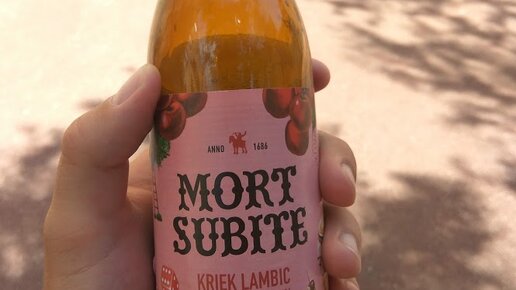 ANNO 1686
MORT
SUBITE
KRIEK LAMBIC